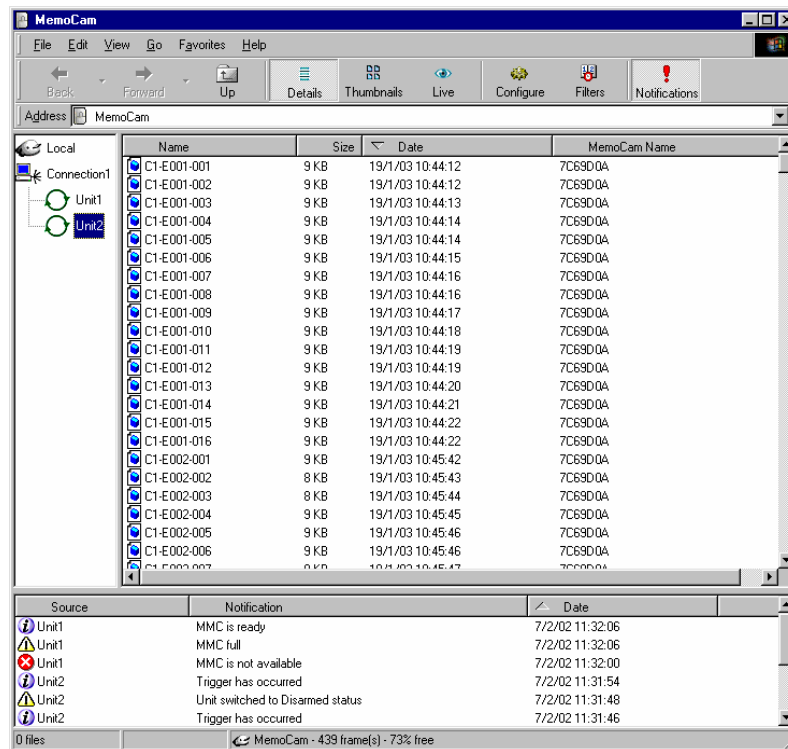 MemoCam
File Edit View Go Favorites Help
Back Forward Up Details Thumbnails Live Configure Filters Notifications
Address MemoCam
Local
Connection1
Unit1
Unit2
Name Size Date MemoCam Name
C1-E001-001 9 KB 19/1/03 10:44:12 7C69D0A
C1-E001-002 9 KB 19/1/03 10:44:12 7C69D0A
C1-E001-003 9 KB 19/1/03 10:44:13 7C69D0A
C1-E001-004 9 KB 19/1/03 10:44:14 7C69D0A
C1-E001-005 9 KB 19/1/03 10:44:14 7C69D0A
C1-E001-006 9 KB 19/1/03 10:44:15 7C69D0A
C1-E001-007 9 KB 19/1/03 10:44:16 7C69D0A
C1-E001-008 9 KB 19/1/03 10:44:16 7C69D0A
C1-E001-009 9 KB 19/1/03 10:44:17 7C69D0A
C1-E001-010 9 KB 19/1/03 10:44:18 7C69D0A
C1-E001-011 9 KB 19/1/03 10:44:19 7C69D0A
C1-E001-012 9 KB 19/1/03 10:44:19 7C69D0A
C1-E001-013 9 KB 19/1/03 10:44:20 7C69D0A
C1-E001-014 9 KB 19/1/03 10:44:21 7C69D0A
C1-E001-015 9 KB 19/1/03 10:44:22 7C69D0A
C1-E001-016 9 KB 19/1/03 10:44:22 7C69D0A
C1-E002-001 9 KB 19/1/03 10:45:42 7C69D0A
C1-E002-002 8 KB 19/1/03 10:45:43 7C69D0A
C1-E002-003 8 KB 19/1/03 10:45:44 7C69D0A
C1-E002-004 9 KB 19/1/03 10:45:45 7C69D0A
C1-E002-005 9 KB 19/1/03 10:45:46 7C69D0A
C1-E002-006 9 KB 19/1/03 10:45:46 7C69D0A
Source Notification Date
Unit1 MMC is ready 7/2/02 11:32:06
Unit1 MMC full 7/2/02 11:32:06
Unit1 MMC is not available 7/2/02 11:32:00
Unit2 Trigger has occurred 7/2/02 11:31:54
Unit2 Unit switched to Disarmed status 7/2/02 11:31:48
Unit2 Trigger has occurred 7/2/02 11:31:46
0 files MemoCam - 439 frame(s) - 73% free